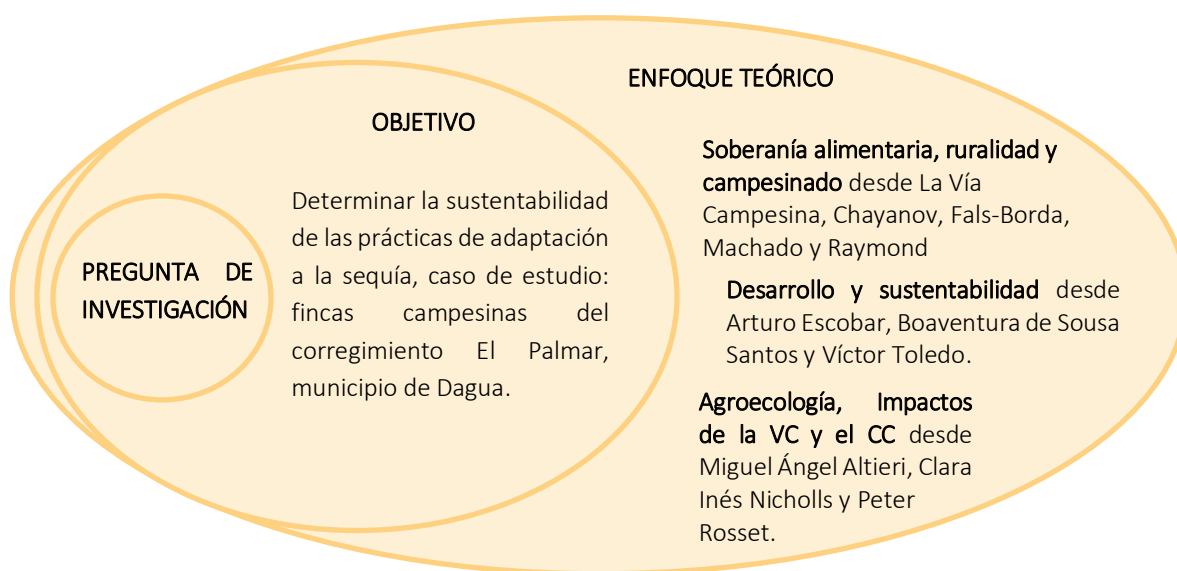 PREGUNTA DE
INVESTIGACIÓN
OBJETIVO
Determinar la sustentabilidad
de las prácticas de adaptación
a la sequía, caso de estudio:
fincas campesinas del
corregimiento El Palmar,
municipio de Dagua.
ENFOQUE TEÓRICO
Soberanía alimentaria, ruralidad y
campesinado desde La Vía
Campesina, Chayanov, Fals-Borda,
Machado y Raymond
Desarrollo y sustentabilidad desde
Arturo Escobar, Boaventura de Sousa
Santos y Víctor Toledo.
Agroecología, Impactos
de la VC y el CC desde
Miguel Ángel Altieri, Clara
Inés Nicholls y Peter
Rosset.